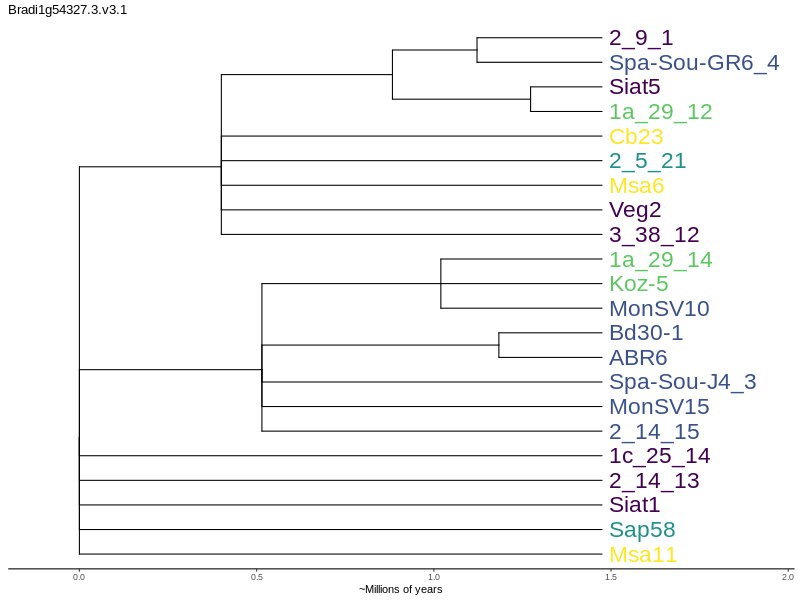 Bradi1g54327.3.v3.1
2_9_1
Spa-Sou-GR6_4
Siat5
1a_29_12
Cb23
2_5_21
Msa6
Veg2
3_38_12
1a_29_14
Koz-5
MonSV10
Bd30-1
ABR6
Spa-Sou-J4_3
MonSV15
2_14_15
1c_25_14
2_14_13
Siat1
Sap58
Msa11
0.0 0.5 1.0 1.5 2.0
~Millions of years